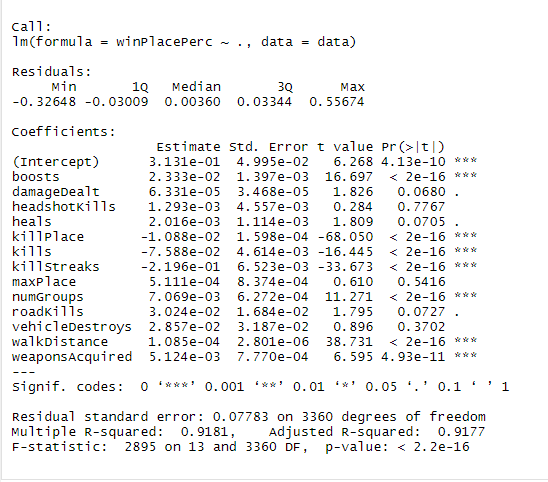 Call:
lm(formula = winPlacePerc ~ ., data = data)
Residuals:
Min 1Q Median 3Q Max
-0.32648 -0.03009 0.00360 0.03344 0.55674
Coefficients:
Estimate Std. Error t value Pr(>|t|)
(Intercept) 3.131e-01 4.995e-02 6.268 4.13e-10 ***
boosts 2.333e-02 1.397e-03 16.697 < 2e-16 ***
damageDealt 6.331e-05 3.468e-05 1.826 0.0680 .
headshotKills 1.293e-03 4.557e-03 0.284 0.7767
heals 2.016e-03 1.114e-03 1.809 0.0705 .
killPlace -1.088e-02 1.598e-04 -68.050 < 2e-16 ***
kills -7.588e-02 4.614e-03 -16.445 < 2e-16 ***
killStreaks -2.196e-01 6.523e-03 -33.673 < 2e-16 ***
maxPlace 5.111e-04 8.374e-04 0.610 0.5416
numGroups 7.069e-03 6.272e-04 11.271 < 2e-16 ***
roadKills 3.024e-02 1.684e-02 1.795 0.0727 .
vehicleDestroys 2.857e-02 3.187e-02 0.896 0.3702
walkDistance 1.085e-04 2.801e-06 38.731 < 2e-16 ***
weaponsAcquired 5.124e-03 7.770e-04 6.595 4.93e-11 ***
---
Signif. codes: 0 ‘***’ 0.001 ‘**’ 0.01 ‘*’ 0.05 ‘.’ 0.1 ‘ ’ 1
Residual standard error: 0.07783 on 3360 degrees of freedom
Multiple R-squared: 0.9181, Adjusted R-squared: 0.9177
F-statistic: 2895 on 13 and 3360 DF, p-value: < 2.2e-16